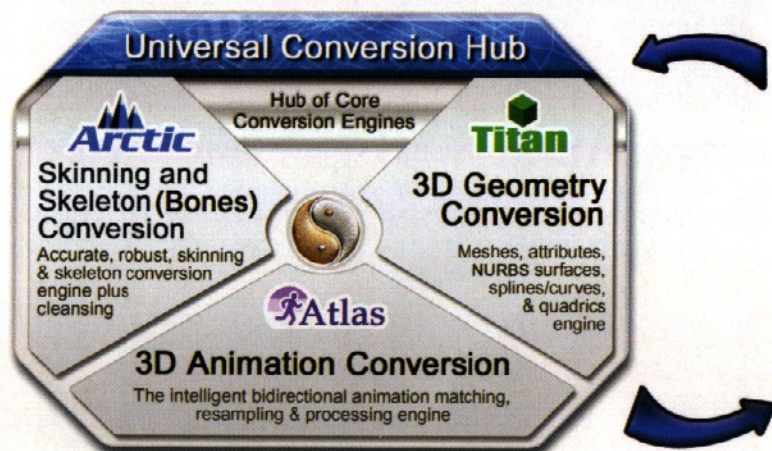 Universal Conversion Hub
Hub of Core
Conversion Engines
Arctic
Skinning and
Skeleton (Bones)
Conversion
Accurate, robust, skinning
& skeleton conversion
engine plus
cleansing
Titan
3D Geometry
Conversion
Meshes, attributes,
NURBS surfaces,
splines/curves,
& quadrics
engine
Atlas
3D Animation Conversion
The intelligent bidirectional animation matching,
resampling & processing engine